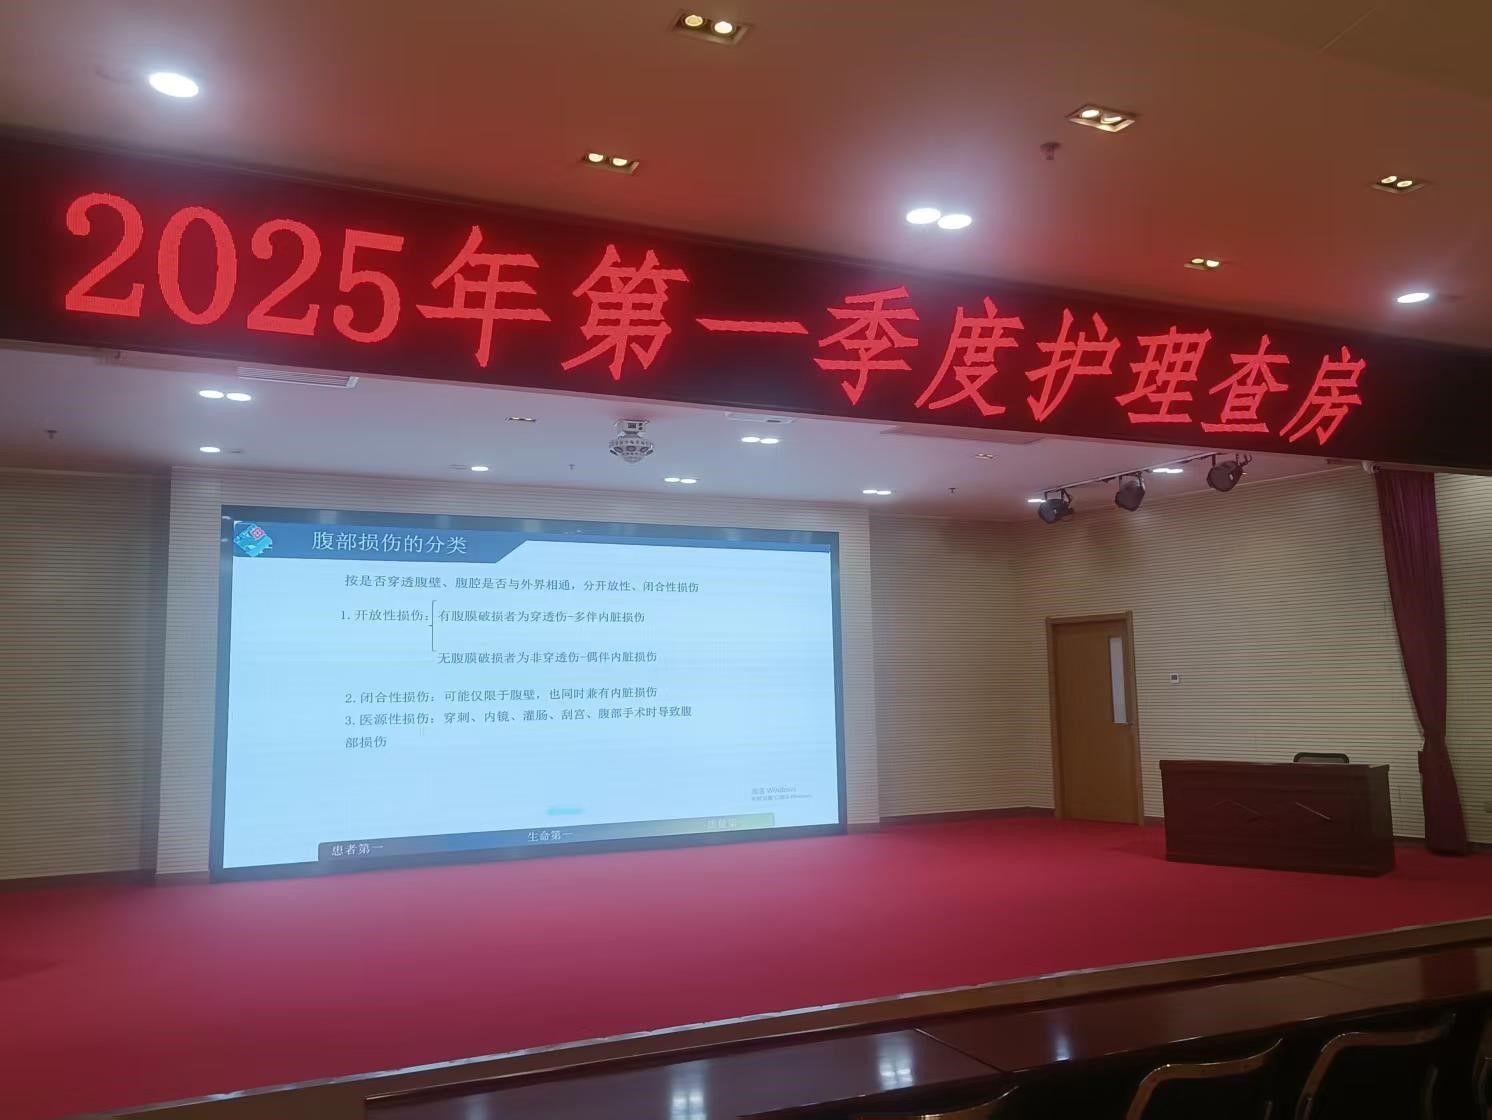 2025年第一季度护理查房
腹部损伤的分类
按是否穿透腹壁、腹腔是否与外界相通，分开放性、闭合性损伤
1. 开放性损伤：有腹膜破损者为穿透伤-多伴内脏损伤
无腹膜破损者为非穿透伤-偶伴内脏损伤
2. 闭合性损伤：可能仅限于腹壁，也同时兼有内脏损伤
3. 医源性损伤：穿刺、内镜、灌肠、刮宫、腹部手术时导致腹
部损伤
激活 Windows
患者第一 生命第一 质量第一